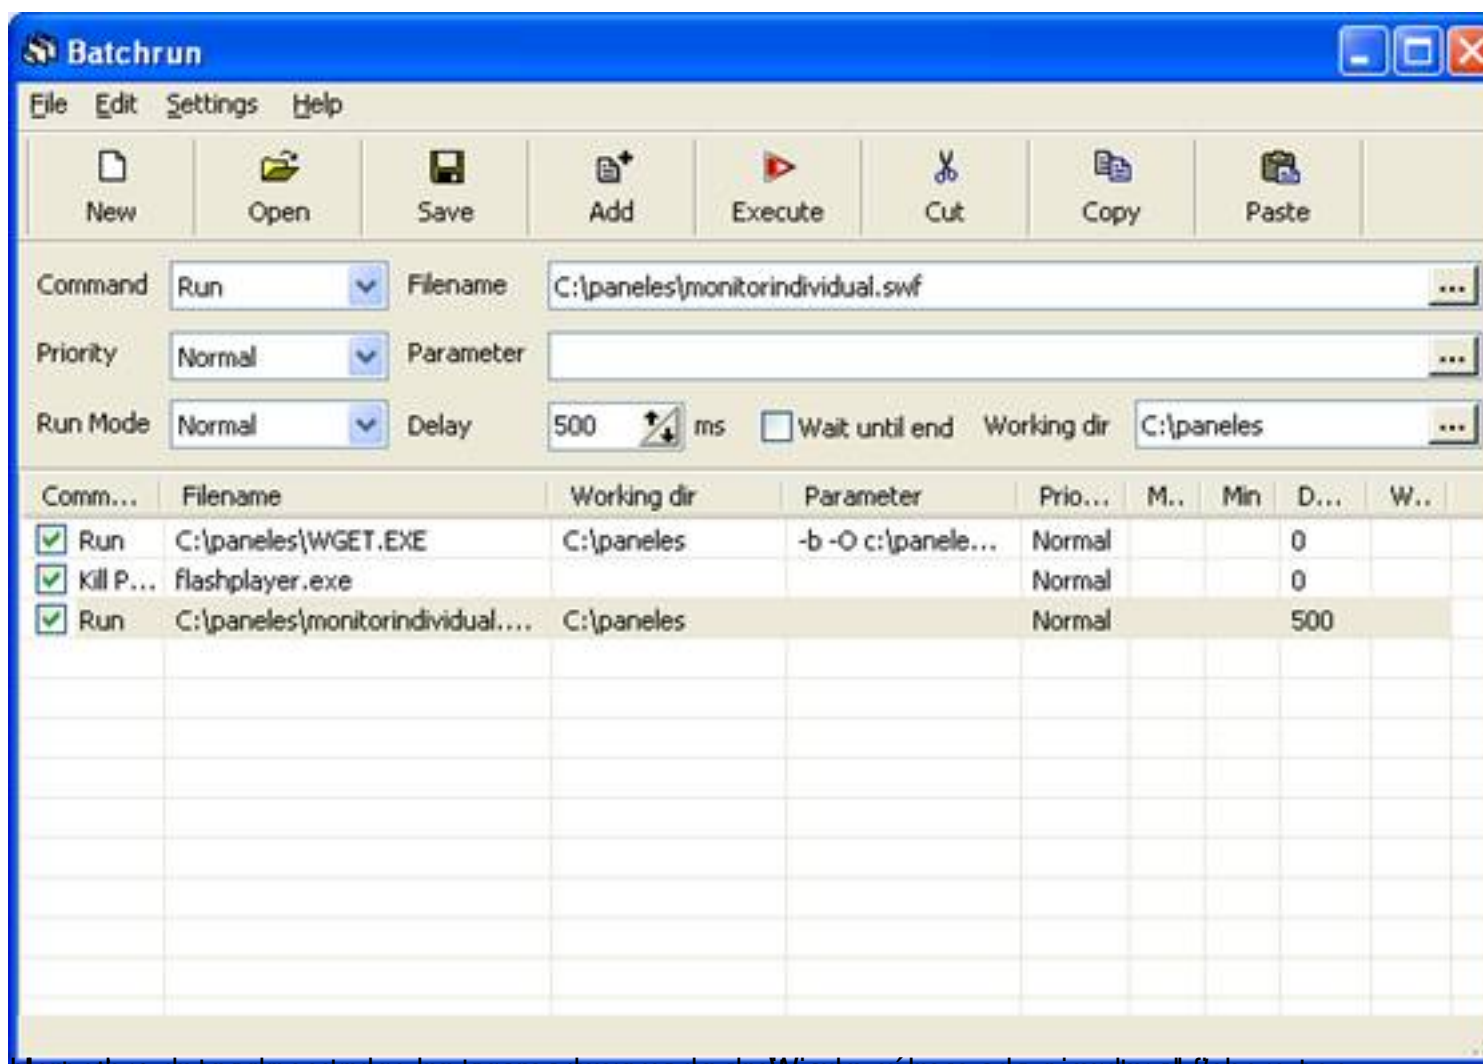 Batchrun
File Edit Settings Help
New Open Save Add Execute Cut Copy Paste
Command Run Filename C:\paneles\monitorindividual.swf ...
Priority Normal Parameter ...
Run Mode Normal Delay 500 ms Wait until end Working dir C:\paneles ...
Comm... Filename Working dir Parameter Prio... M.. Min D... W..
Run C:\paneles\WGET.EXE C:\paneles -b -O c:\panele... Normal 0
Kill P... flashplayer.exe Normal 0
Run C:\paneles\monitorindividual.... C:\paneles Normal 500